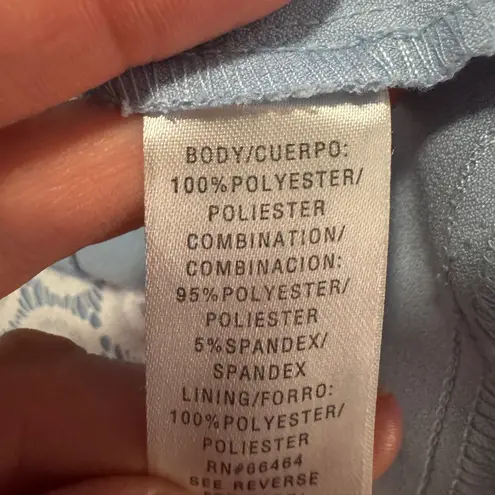 BODY/CUERPO:
100%POLYESTER/
POLIESTER
COMBINATION/
COMBINACION:
95%POLYESTER/
POLIESTER
5%SPANDEX/
SPANDEX
LINING/FORRO:
100%POLYESTER/
POLIESTER
RN#66464
SEE REVERSE